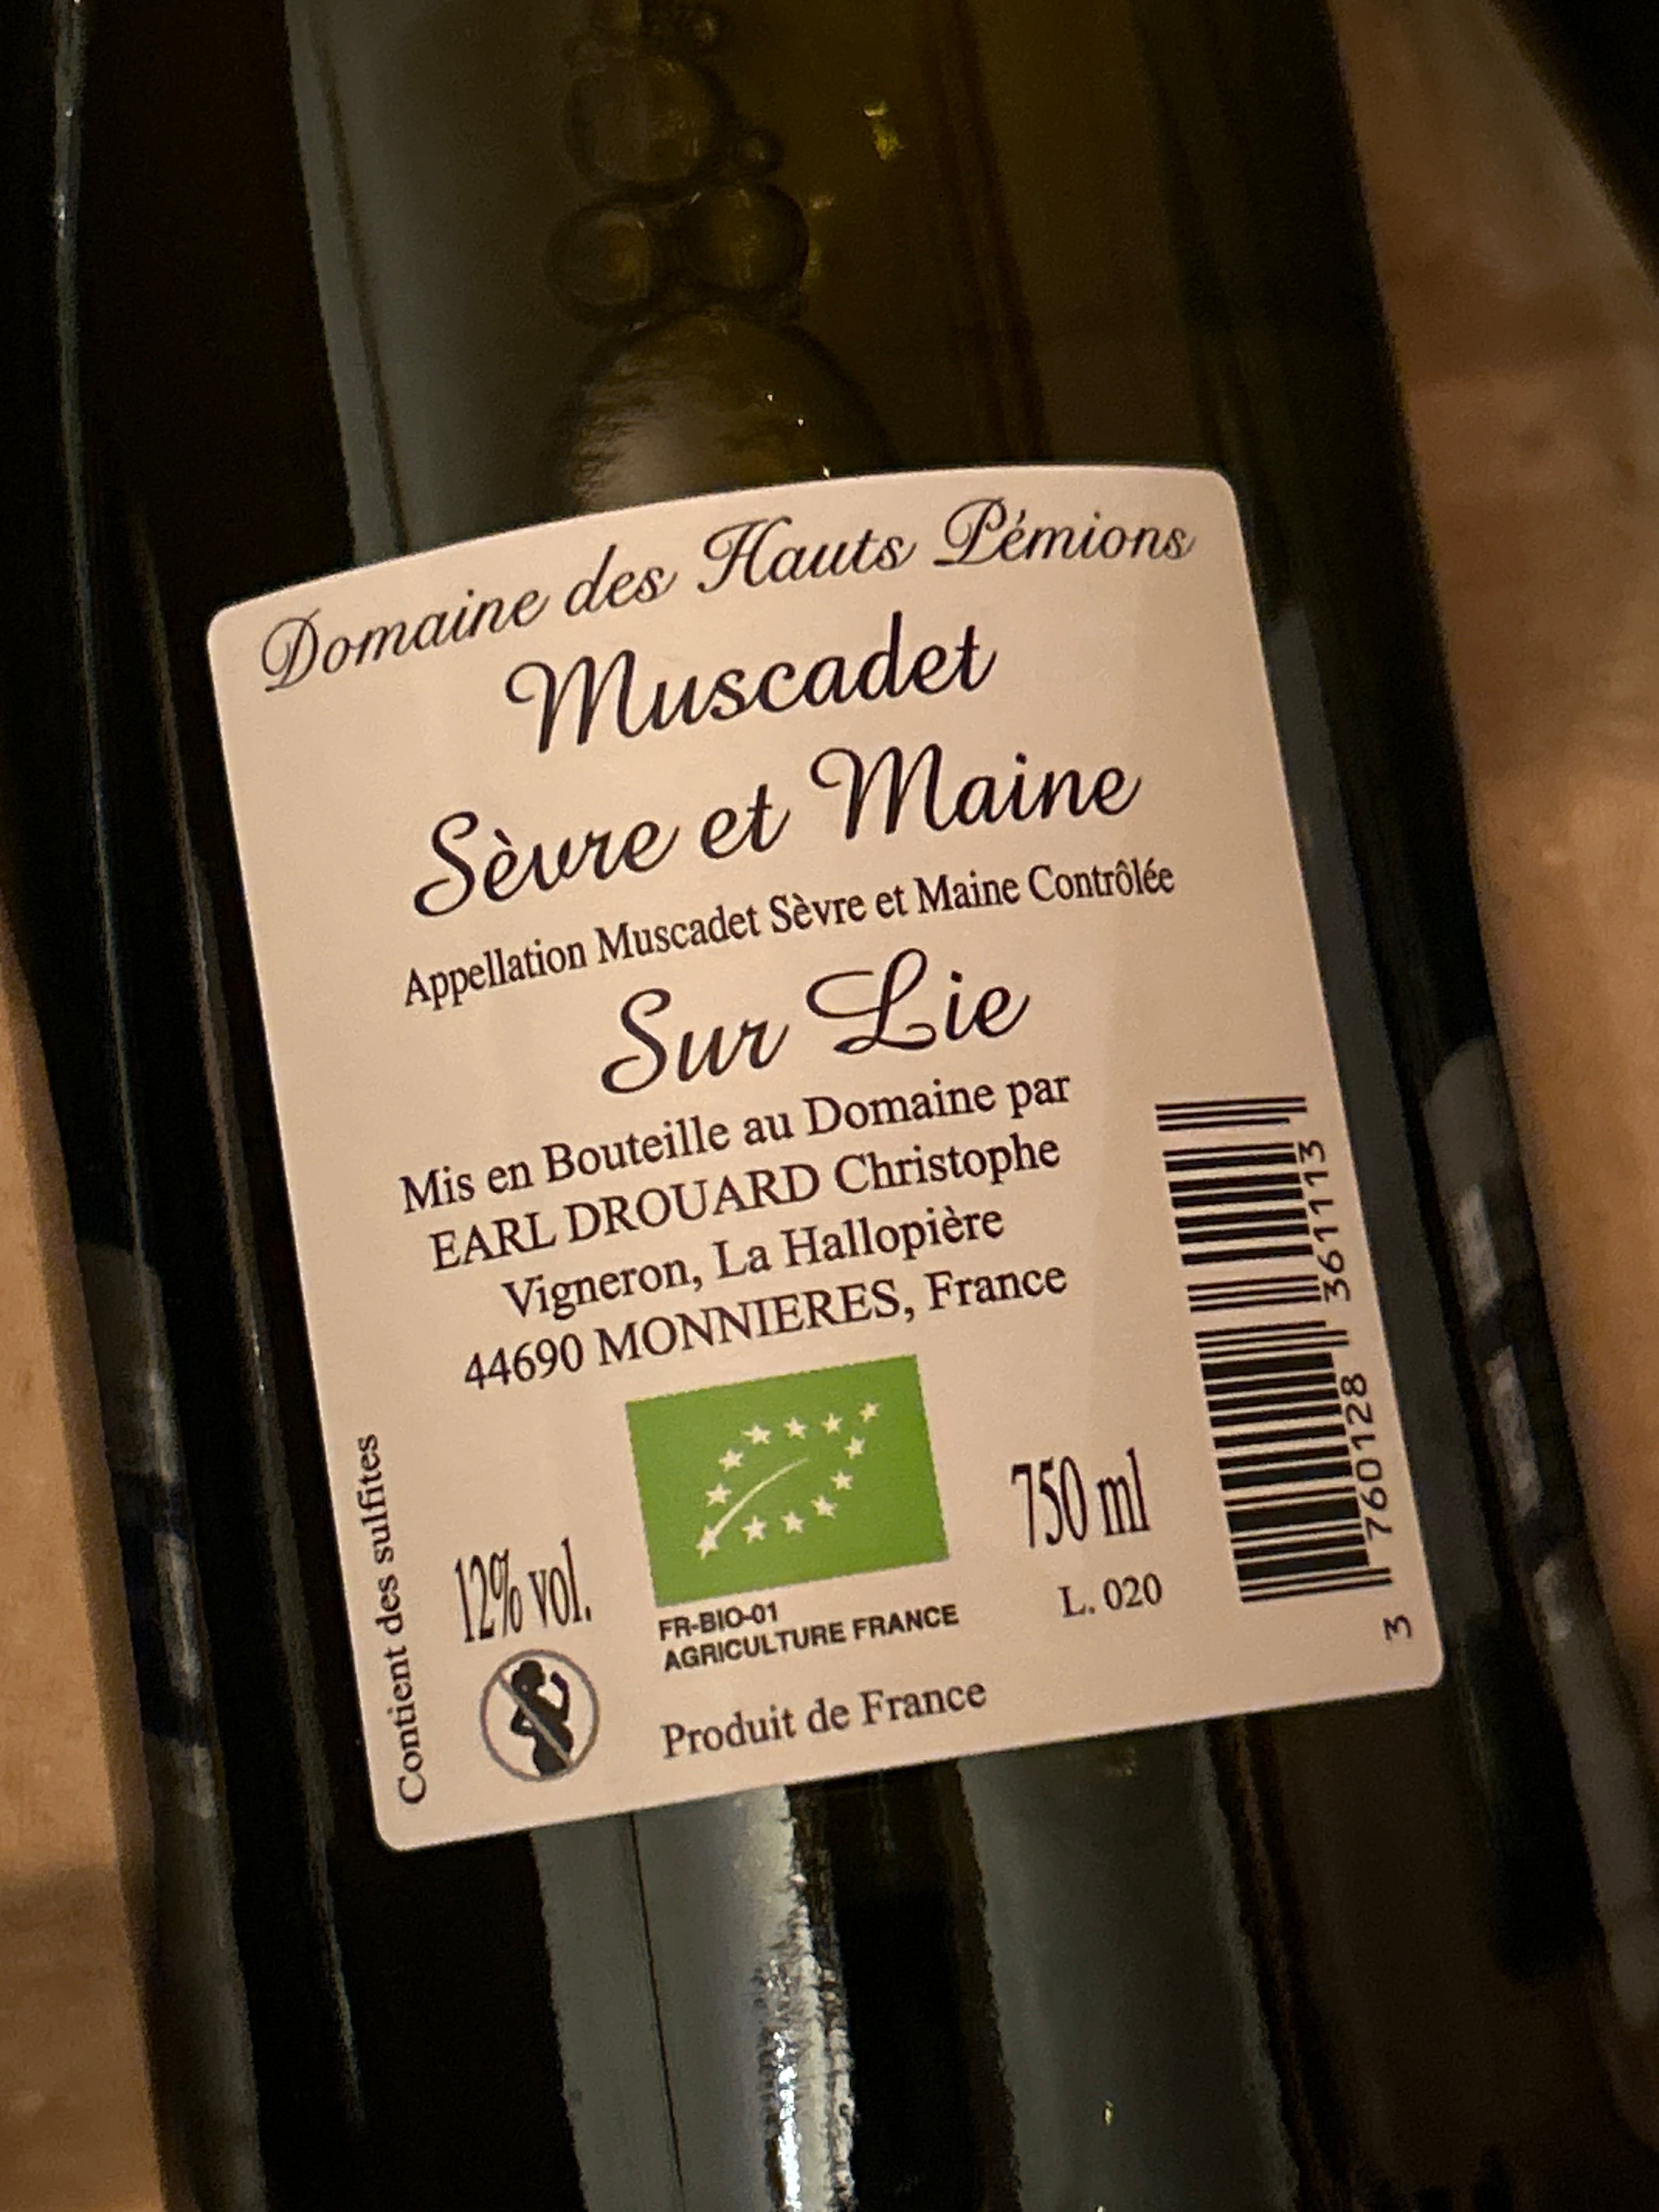 Domaine des Hauts Pémions
Muscadet
Sèvre et Maine
Appellation Muscadet Sèvre et Maine Contrôlée
Sur Lie
Mis en Bouteille au Domaine par
EARL DROUARD Christophe
Vigneron, La Hallopière
44690 MONNIERES, France
Contient des sulfites
12% vol.
750 ml
FR-BIO-01
AGRICULTURE FRANCE
L. 020
Produit de France
3 760128 361113